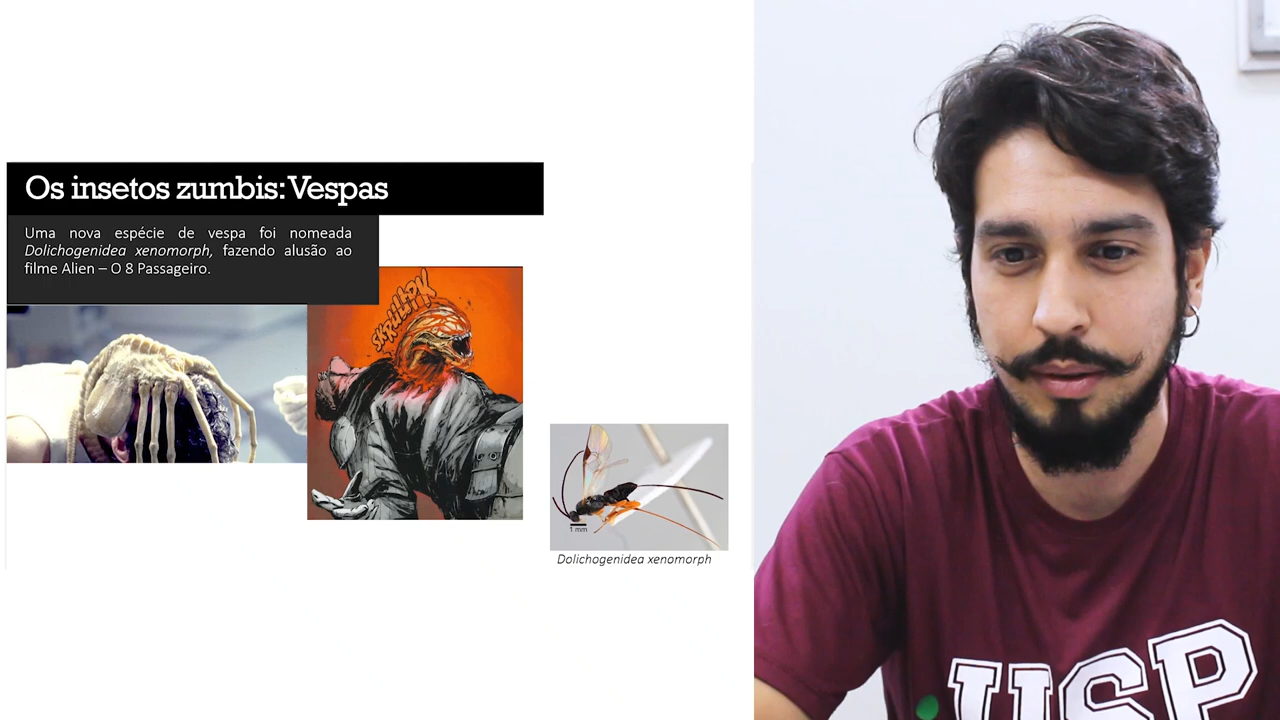 Os insetos zumbis: Vespas
Uma nova espécie de vespa foi nomeada
Dolichogenidea xenomorph, fazendo alusão ao
filme Alien – O 8 Passageiro.
SKRULLPK
1 mm
Dolichogenidea xenomorph
USP